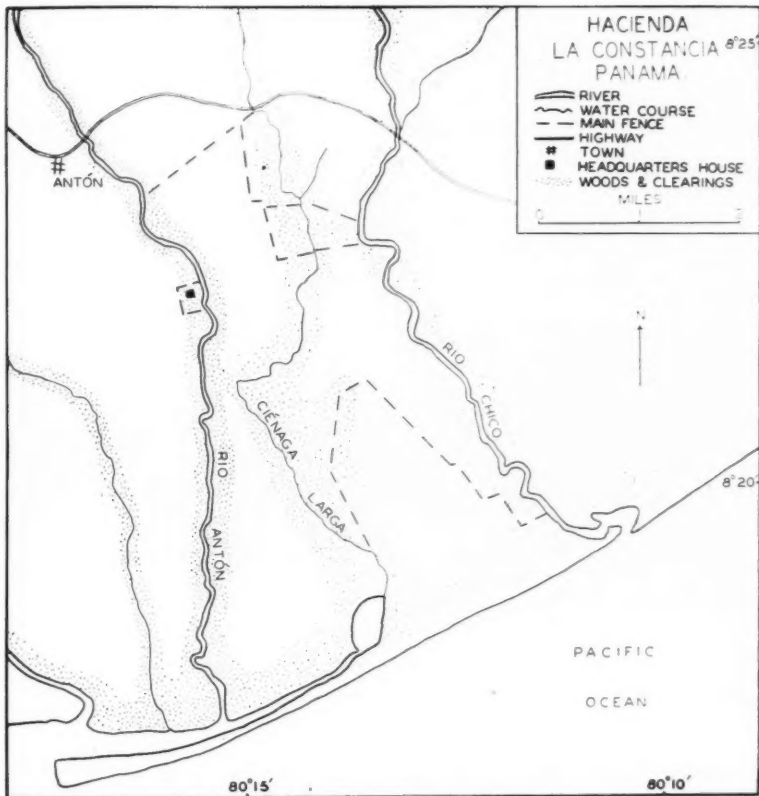 HACIENDA
LA CONSTANCIA
PANAMA
8°25'
RIVER
WATER COURSE
MAIN FENCE
HIGHWAY
TOWN
HEADQUARTERS HOUSE
WOODS & CLEARINGS
MILES
0 2
ANTÓN
N
RIO
CHICO
CIÉNAGA
LARGA
RIO
ANTÓN
8°20'
PACIFIC
OCEAN
80°15' 80°10'